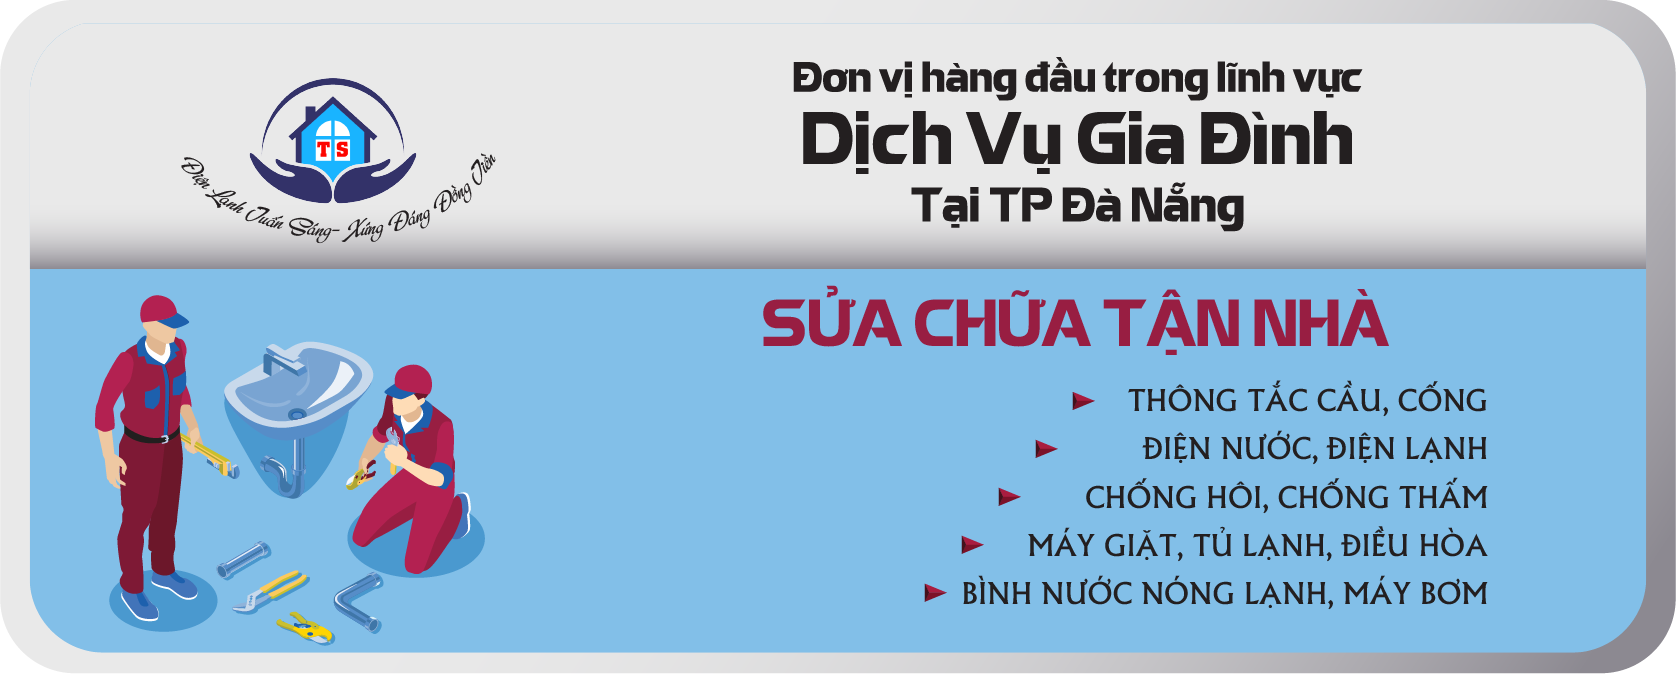 TS
Điện Lạnh Tuấn Sáng- Xứng Đáng Đồng Tiền
Đơn vị hàng đầu trong lĩnh vực
Dịch Vụ Gia Đình
Tại TP Đà Nẵng
SỬA CHỮA TẬN NHÀ
THÔNG TẮC CẦU, CỐNG
ĐIỆN NƯỚC, ĐIỆN LẠNH
CHỐNG HÔI, CHỐNG THẤM
MÁY GIẶT, TỦ LẠNH, ĐIỀU HÒA
BÌNH NƯỚC NÓNG LẠNH, MÁY BƠM